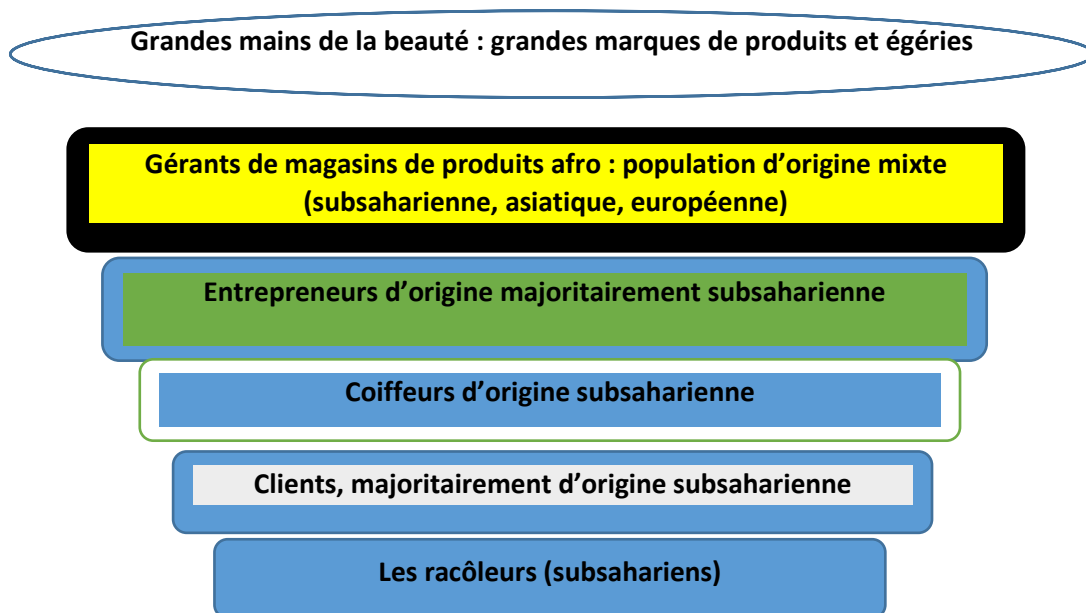 Grandes mains de la beauté : grandes marques de produits et égéries
Gérants de magasins de produits afro : population d’origine mixte
(subsaharienne, asiatique, européenne)
Entrepreneurs d’origine majoritairement subsaharienne
Coiffeurs d’origine subsaharienne
Clients, majoritairement d’origine subsaharienne
Les racôleurs (subsahariens)